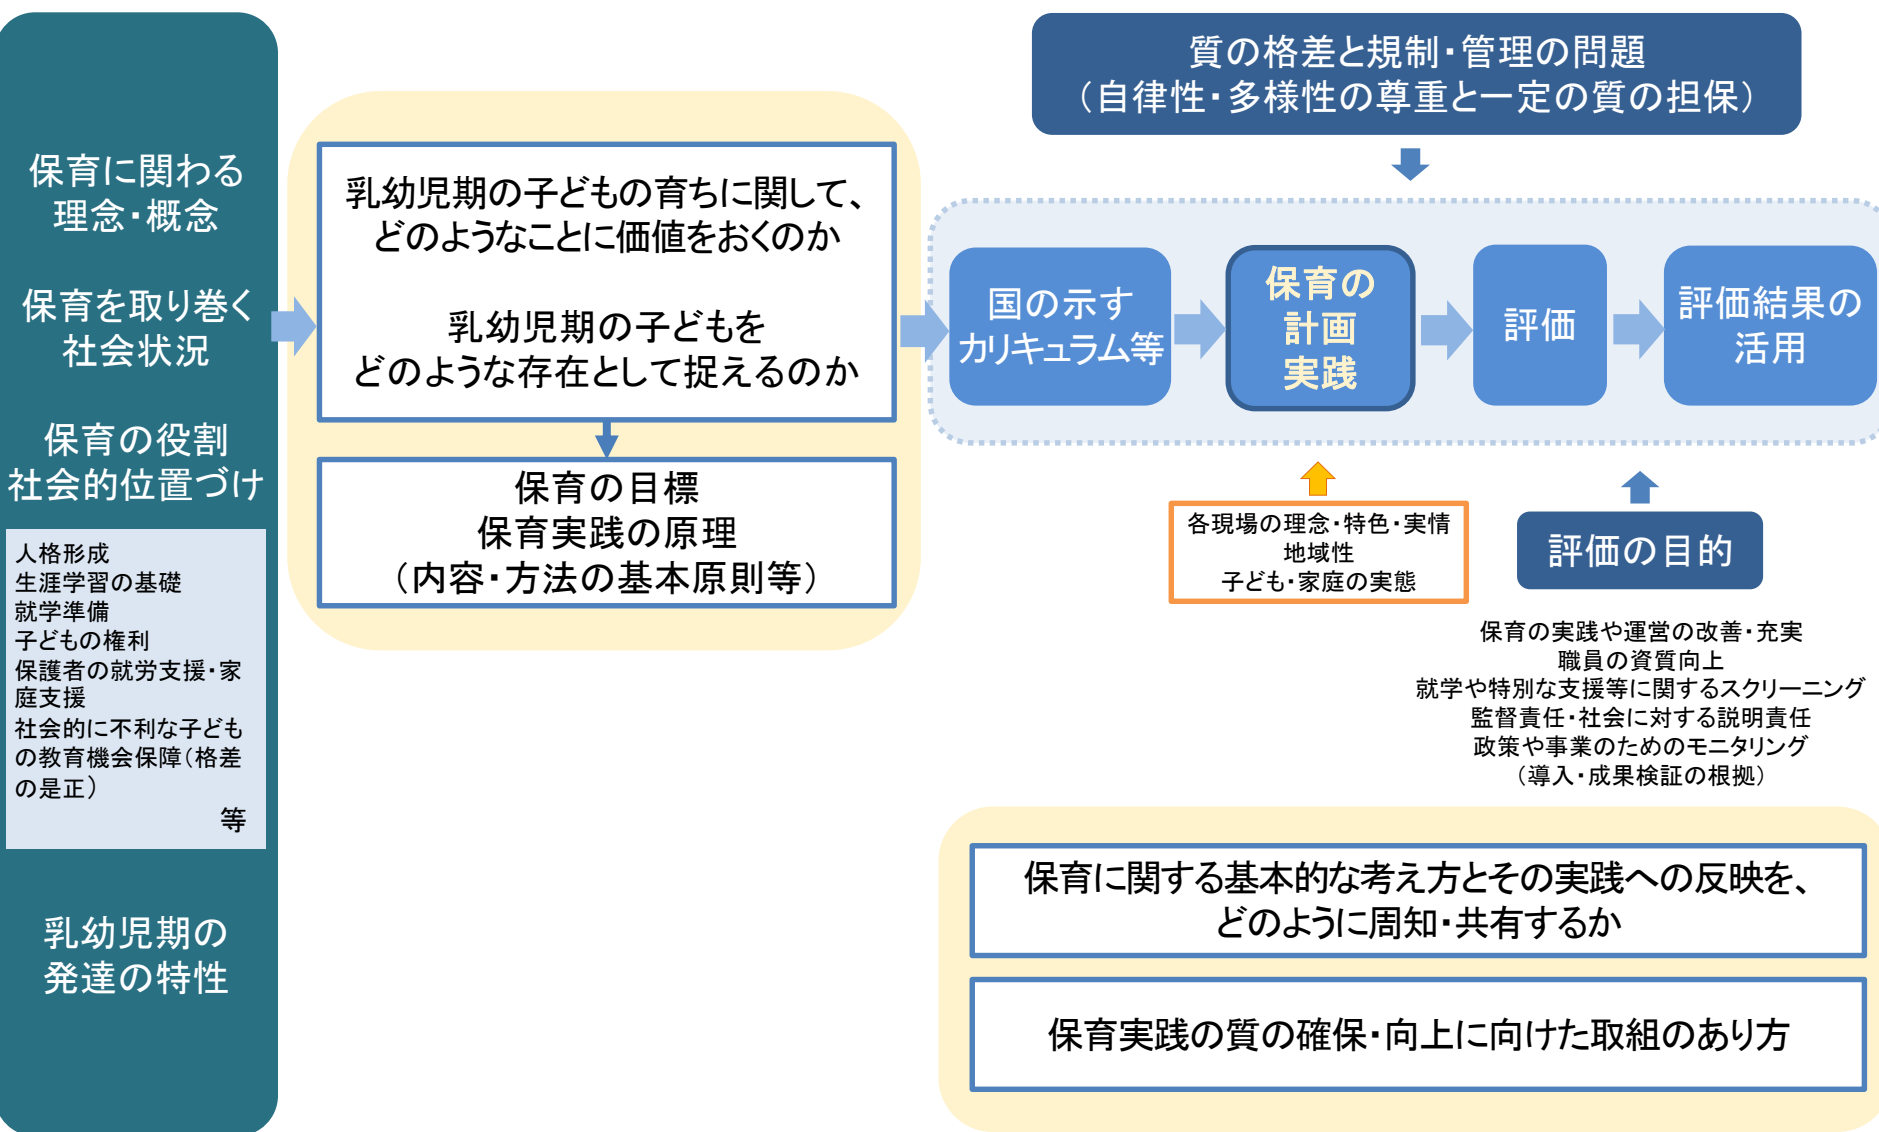 保育に関わる
理念・概念
保育を取り巻く
社会状況
保育の役割
社会的位置づけ
人格形成
生涯学習の基礎
就学準備
子どもの権利
保護者の就労支援・家
庭支援
社会的に不利な子ども
の教育機会保障（格差
の是正）
等
乳幼児期の
発達の特性
乳幼児期の子どもの育ちに関して、
どのようなことに価値をおくのか
乳幼児期の子どもを
どのような存在として捉えるのか
保育の目標
保育実践の原理
（内容・方法の基本原則等）
質の格差と規制・管理の問題
（自律性・多様性の尊重と一定の質の担保）
国の示す
カリキュラム等
保育の
計画
実践
評価
評価結果の
活用
各現場の理念・特色・実情
地域性
子ども・家庭の実態
評価の目的
保育の実践や運営の改善・充実
職員の資質向上
就学や特別な支援等に関するスクリーニング
監督責任・社会に対する説明責任
政策や事業のためのモニタリング
（導入・成果検証の根拠）
保育に関する基本的な考え方とその実践への反映を、
どのように周知・共有するか
保育実践の質の確保・向上に向けた取組のあり方